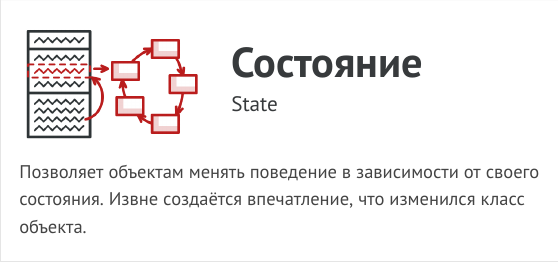 Состояние
State
Позволяет объектам менять поведение в зависимости от своего
состояния. Извне создаётся впечатление, что изменился класс
объекта.